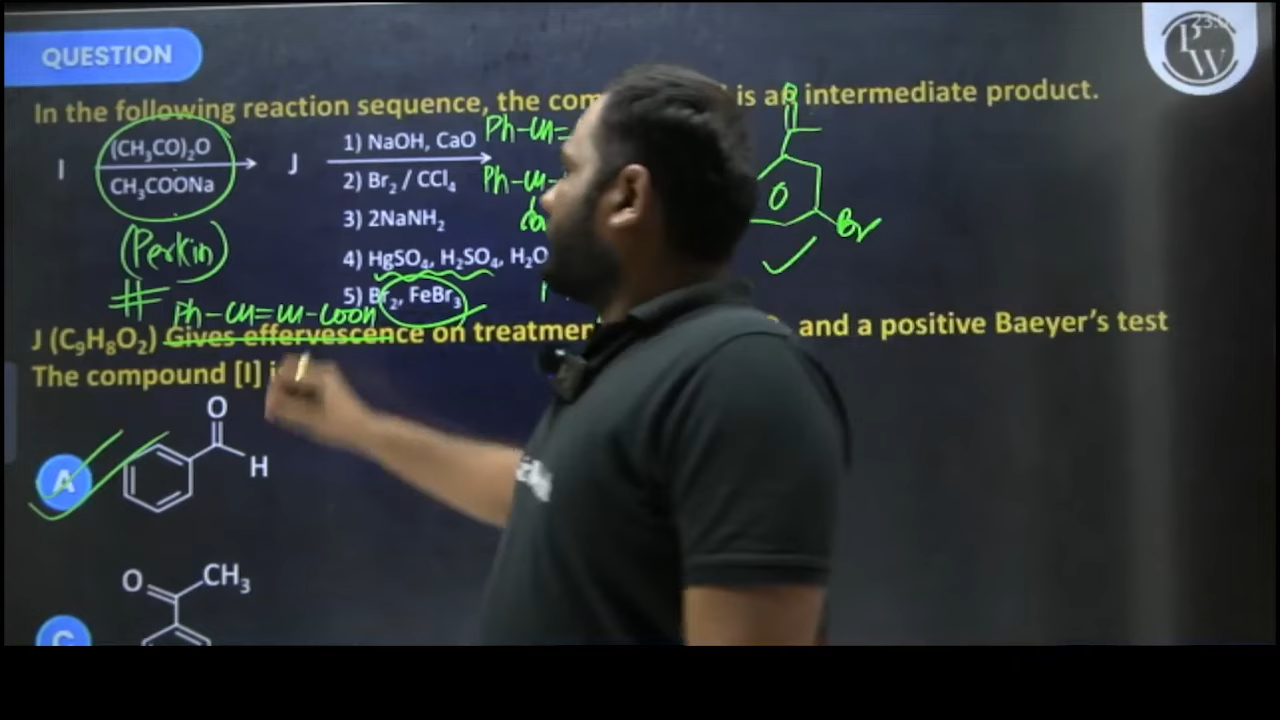 QUESTION
PW
In the following reaction sequence, the com is an intermediate product.
I (CH₃CO)₂O J 1) NaOH, CaO Ph-CH=
CH₃COONa 2) Br₂ / CCl₄ Ph-CH-
3) 2NaNH₂
(Perkin) 4) HgSO₄, H₂SO₄, H₂O
5) Br₂, FeBr₃
O
Br
# Ph-CH=CH-COOH
J (C₉H₈O₂) Gives effervescence on treatmen and a positive Baeyer's test
The compound [I] i
A
O
H
C
O CH₃